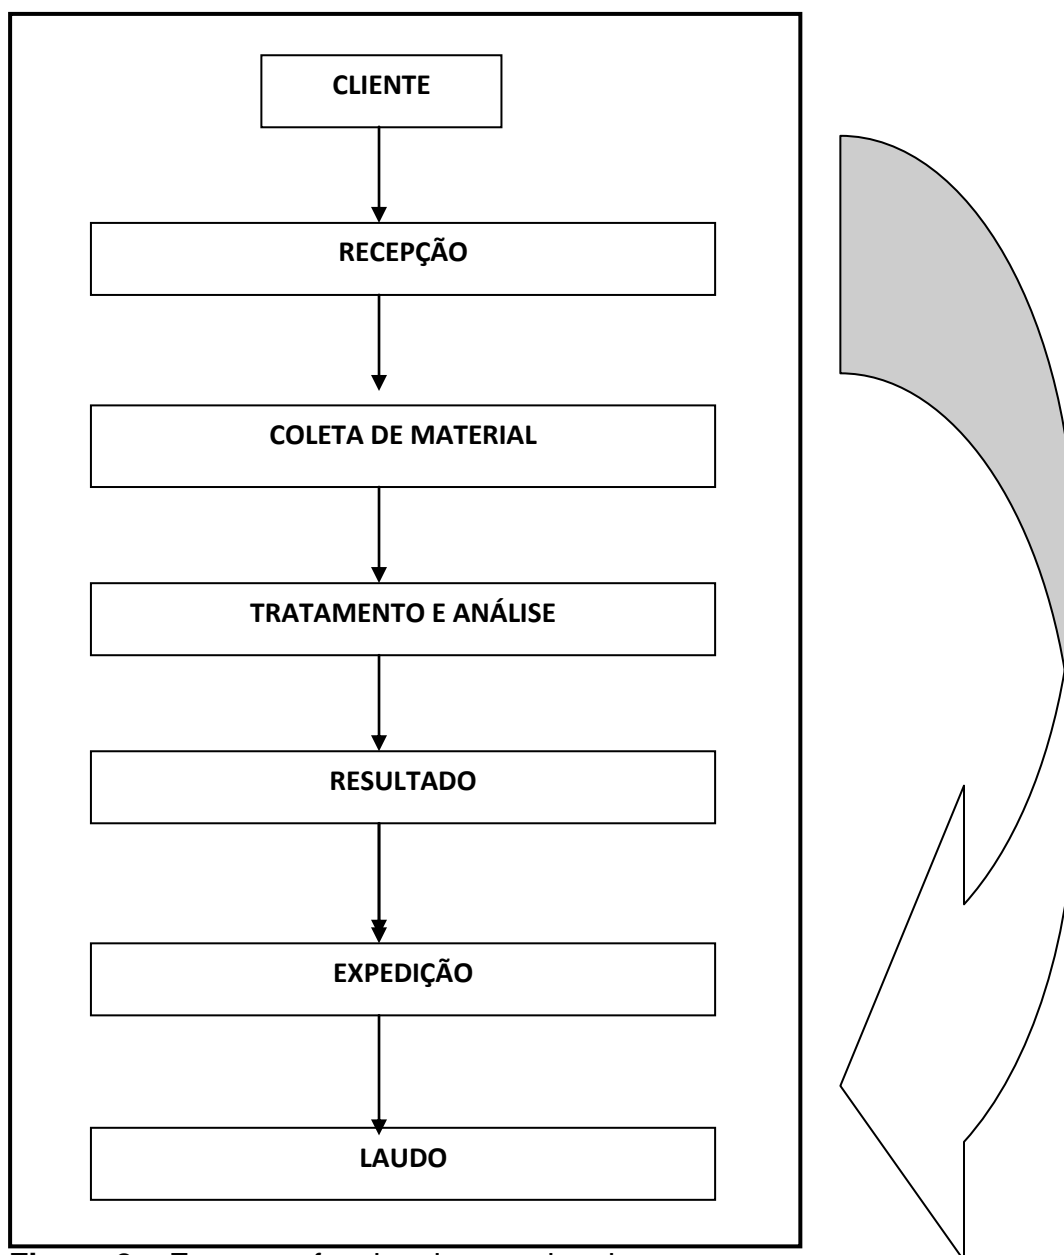 CLIENTE
RECEPÇÃO
COLETA DE MATERIAL
TRATAMENTO E ANÁLISE
RESULTADO
EXPEDIÇÃO
LAUDO